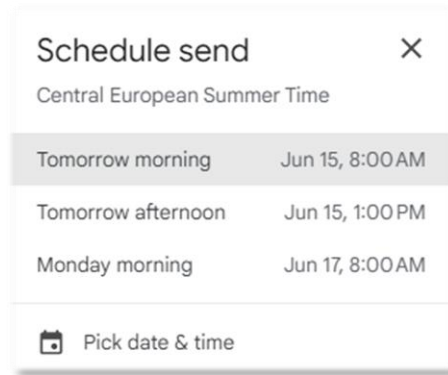 Schedule send
Central European Summer Time
Tomorrow morning Jun 15, 8:00 AM
Tomorrow afternoon Jun 15, 1:00 PM
Monday morning Jun 17, 8:00 AM
Pick date & time